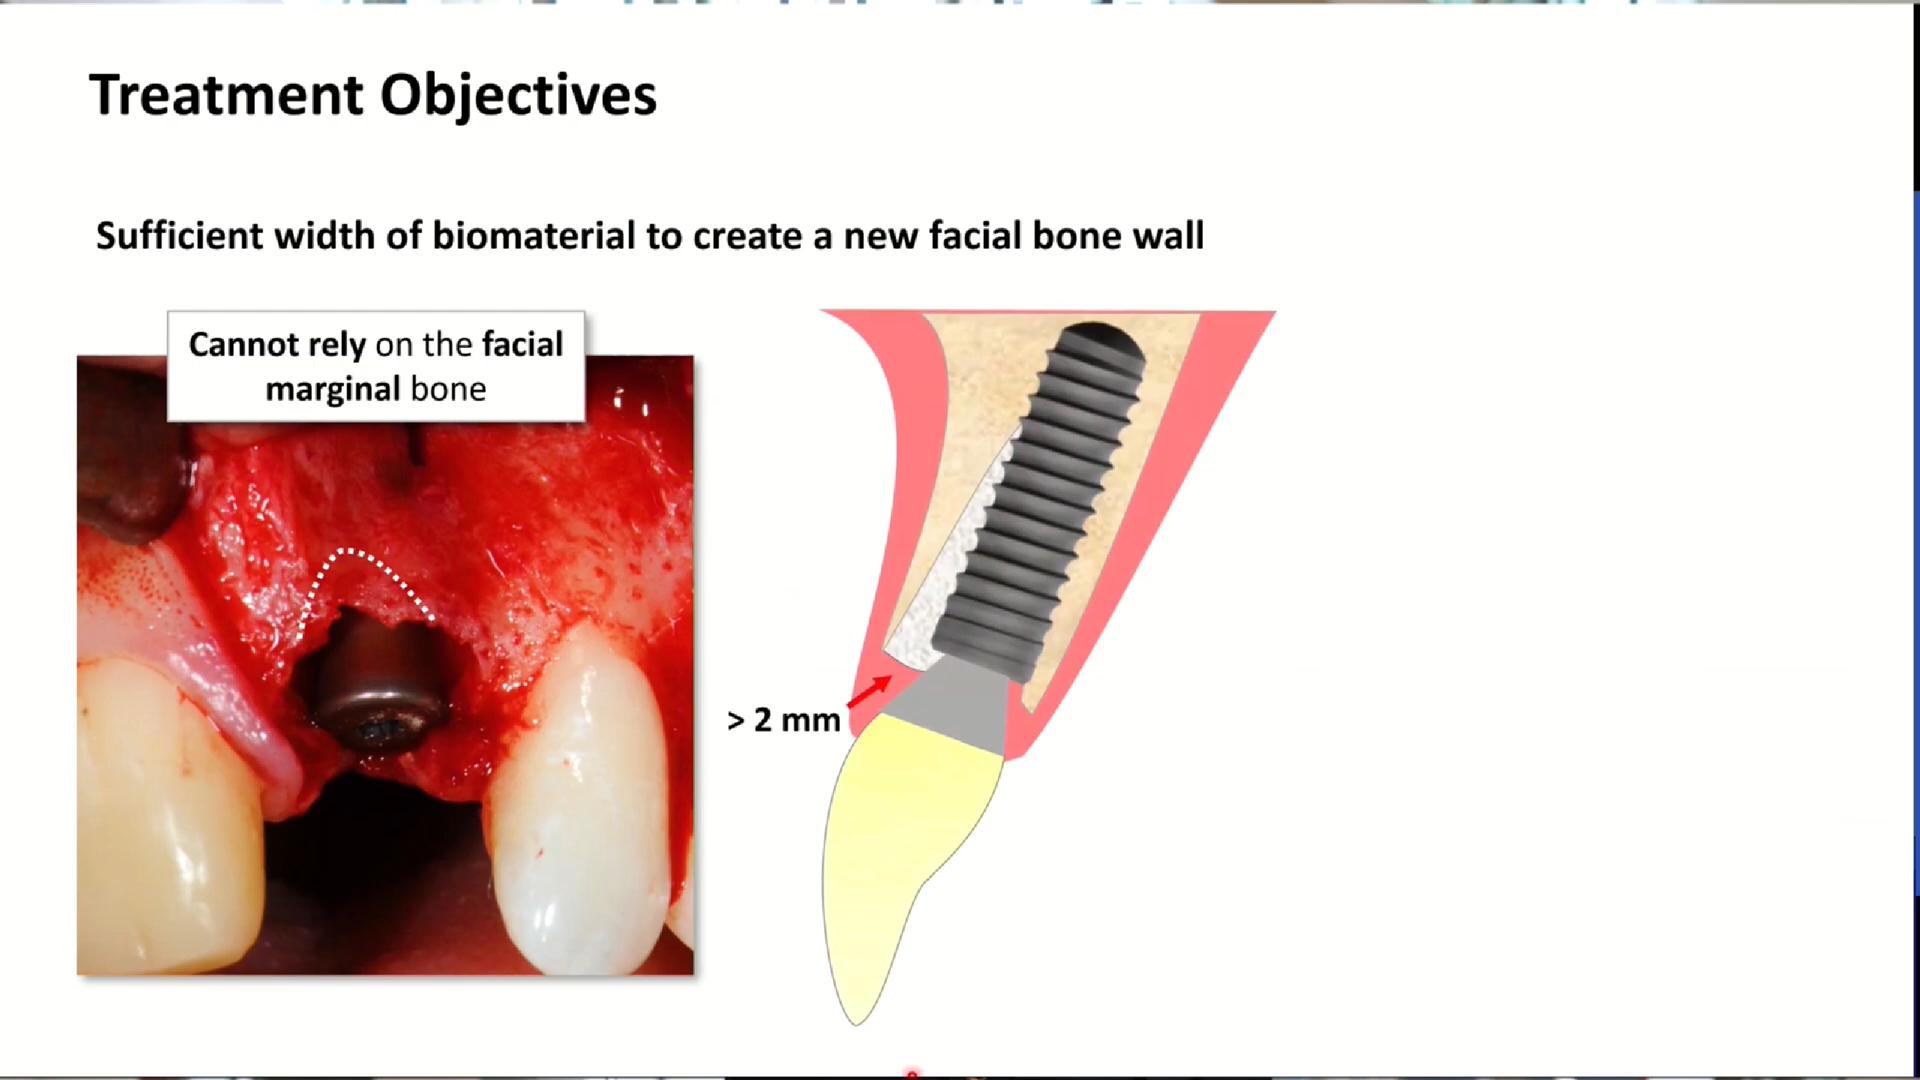 Treatment Objectives
Sufficient width of biomaterial to create a new facial bone wall
Cannot rely on the facial
marginal bone
> 2 mm